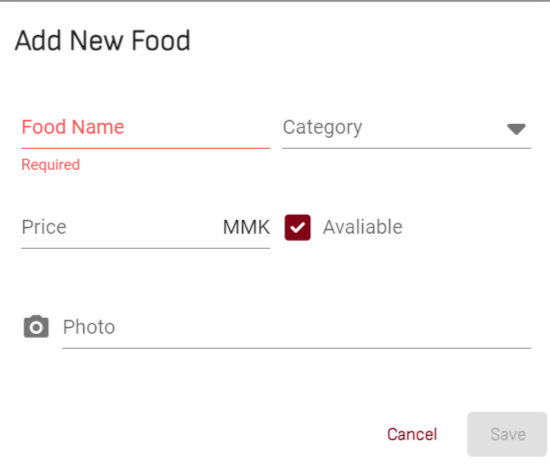 Add New Food
Food Name
Category
Required
Price
MMK
Avaliable
Photo
Cancel
Save